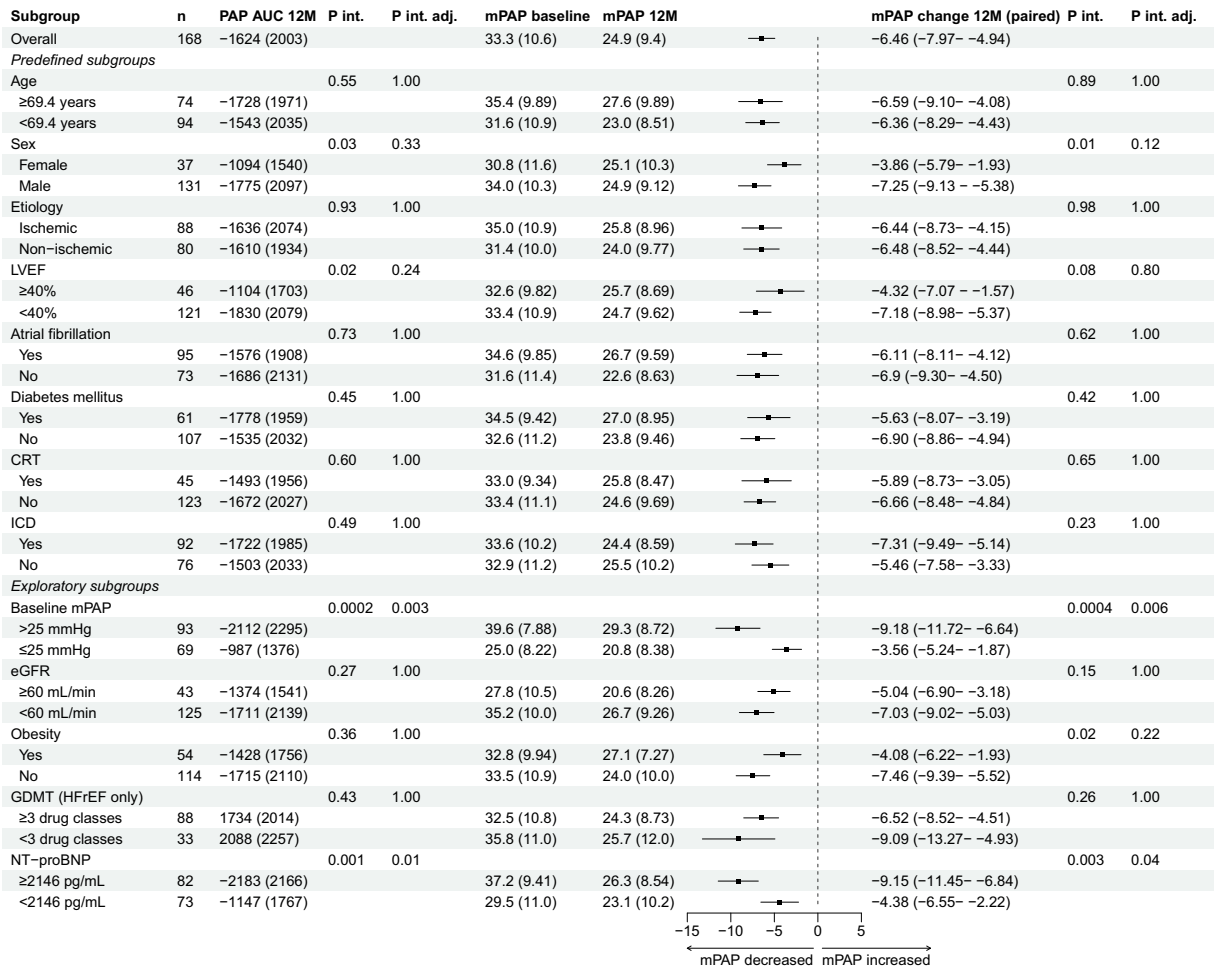 Subgroup n PAP AUC 12M P int. P int. adj. mPAP baseline mPAP 12M mPAP change 12M (paired) P int. P int. adj.
Overall 168 −1624 (2003) 33.3 (10.6) 24.9 (9.4) −6.46 (−7.97− −4.94)
Predefined subgroups
Age 0.55 1.00 0.89 1.00
≥69.4 years 74 −1728 (1971) 35.4 (9.89) 27.6 (9.89) −6.59 (−9.10− −4.08)
<69.4 years 94 −1543 (2035) 31.6 (10.9) 23.0 (8.51) −6.36 (−8.29− −4.43)
Sex 0.03 0.33 0.01 0.12
Female 37 −1094 (1540) 30.8 (11.6) 25.1 (10.3) −3.86 (−5.79− −1.93)
Male 131 −1775 (2097) 34.0 (10.3) 24.9 (9.12) −7.25 (−9.13 − −5.38)
Etiology 0.93 1.00 0.98 1.00
Ischemic 88 −1636 (2074) 35.0 (10.9) 25.8 (8.96) −6.44 (−8.73− −4.15)
Non−ischemic 80 −1610 (1934) 31.4 (10.0) 24.0 (9.77) −6.48 (−8.52− −4.44)
LVEF 0.02 0.24 0.08 0.80
≥40% 46 −1104 (1703) 32.6 (9.82) 25.7 (8.69) −4.32 (−7.07 − −1.57)
<40% 121 −1830 (2079) 33.4 (10.9) 24.7 (9.62) −7.18 (−8.98− −5.37)
Atrial fibrillation 0.73 1.00 0.62 1.00
Yes 95 −1576 (1908) 34.6 (9.85) 26.7 (9.59) −6.11 (−8.11− −4.12)
No 73 −1686 (2131) 31.6 (11.4) 22.6 (8.63) −6.9 (−9.30− −4.50)
Diabetes mellitus 0.45 1.00 0.42 1.00
Yes 61 −1778 (1959) 34.5 (9.42) 27.0 (8.95) −5.63 (−8.07− −3.19)
No 107 −1535 (2032) 32.6 (11.2) 23.8 (9.46) −6.90 (−8.86− −4.94)
CRT 0.60 1.00 0.65 1.00
Yes 45 −1493 (1956) 33.0 (9.34) 25.8 (8.47) −5.89 (−8.73− −3.05)
No 123 −1672 (2027) 33.4 (11.1) 24.6 (9.69) −6.66 (−8.48− −4.84)
ICD 0.49 1.00 0.23 1.00
Yes 92 −1722 (1985) 33.6 (10.2) 24.4 (8.59) −7.31 (−9.49− −5.14)
No 76 −1503 (2033) 32.9 (11.2) 25.5 (10.2) −5.46 (−7.58− −3.33)
Exploratory subgroups
Baseline mPAP 0.0002 0.003 0.0004 0.006
>25 mmHg 93 −2112 (2295) 39.6 (7.88) 29.3 (8.72) −9.18 (−11.72− −6.64)
≤25 mmHg 69 −987 (1376) 25.0 (8.22) 20.8 (8.38) −3.56 (−5.24− −1.87)
eGFR 0.27 1.00 0.15 1.00
≥60 mL/min 43 −1374 (1541) 27.8 (10.5) 20.6 (8.26) −5.04 (−6.90− −3.18)
<60 mL/min 125 −1711 (2139) 35.2 (10.0) 26.7 (9.26) −7.03 (−9.02− −5.03)
Obesity 0.36 1.00 0.02 0.22
Yes 54 −1428 (1756) 32.8 (9.94) 27.1 (7.27) −4.08 (−6.22− −1.93)
No 114 −1715 (2110) 33.5 (10.9) 24.0 (10.0) −7.46 (−9.39− −5.52)
GDMT (HFrEF only) 0.43 1.00 0.26 1.00
≥3 drug classes 88 1734 (2014) 32.5 (10.8) 24.3 (8.73) −6.52 (−8.52− −4.51)
<3 drug classes 33 2088 (2257) 35.8 (11.0) 25.7 (12.0) −9.09 (−13.27− −4.93)
NT−proBNP 0.001 0.01 0.003 0.04
≥2146 pg/mL 82 −2183 (2166) 37.2 (9.41) 26.3 (8.54) −9.15 (−11.45− −6.84)
<2146 pg/mL 73 −1147 (1767) 29.5 (11.0) 23.1 (10.2) −4.38 (−6.55− −2.22)
−15 −10 −5 0 5
mPAP decreased mPAP increased